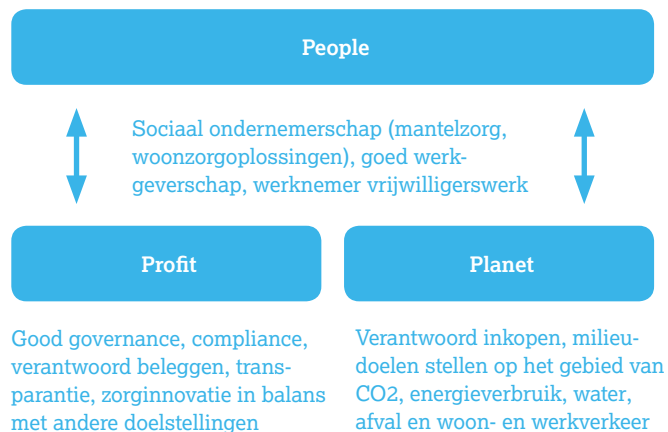 People
Sociaal ondernemerschap (mantelzorg,
woonzorgoplossingen), goed werk-
geverschap, werknemer vrijwilligerswerk
Profit
Good governance, compliance,
verantwoord beleggen, trans-
parantie, zorginnovatie in balans
met andere doelstellingen
Planet
Verantwoord inkopen, milieu-
doelen stellen op het gebied van
CO2, energieverbruik, water,
afval en woon- en werkverkeer